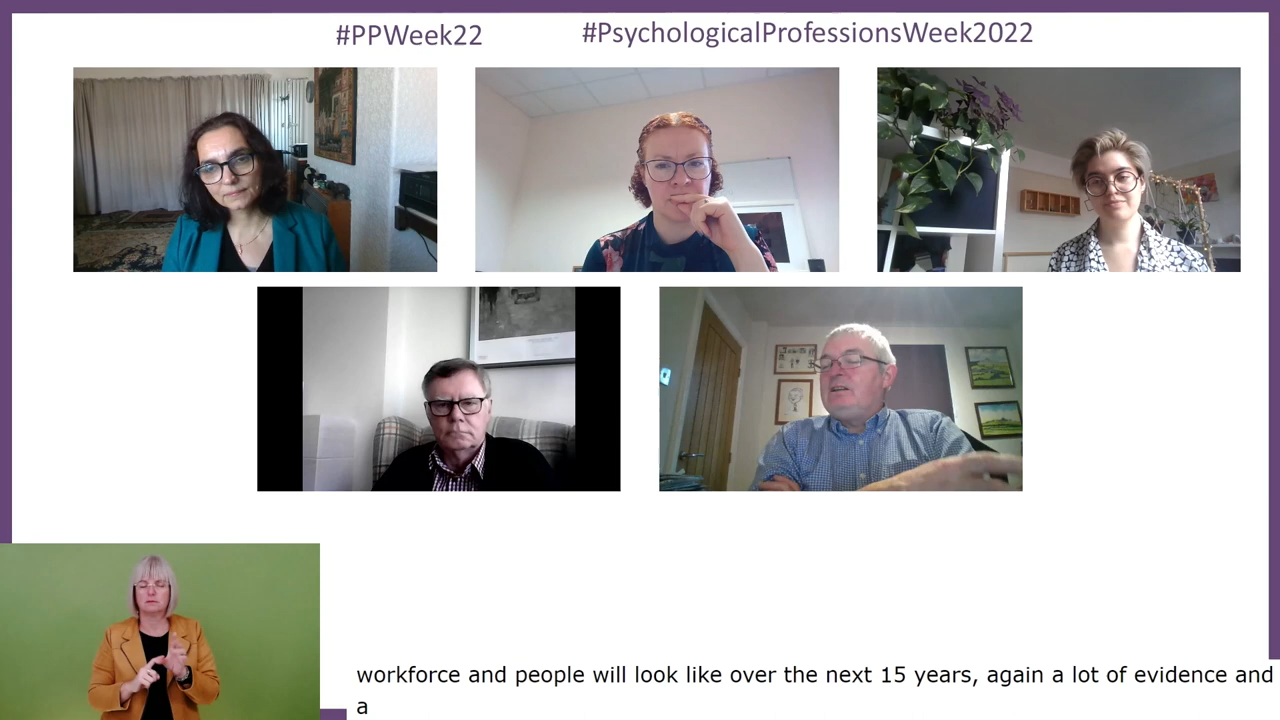 #PPWeek22 #PsychologicalProfessionsWeek2022
workforce and people will look like over the next 15 years, again a lot of evidence and
a